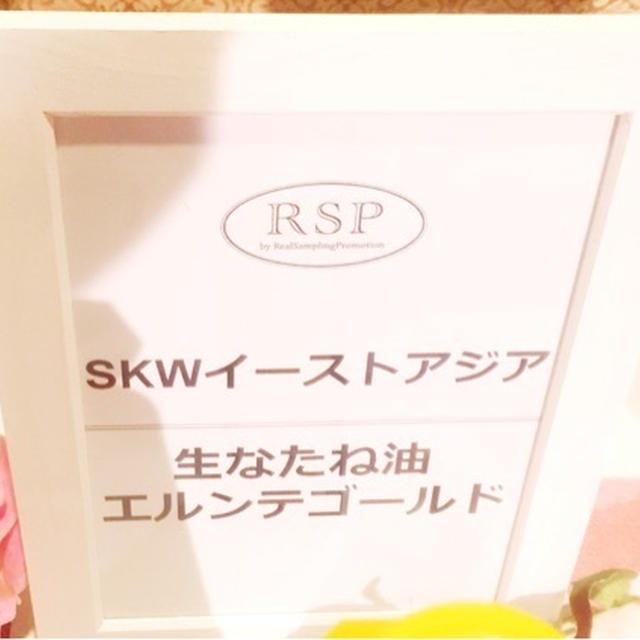 RSP
by RealSamplingPromotion
SKWイーストアジア
生なたね油
エルンテゴールド